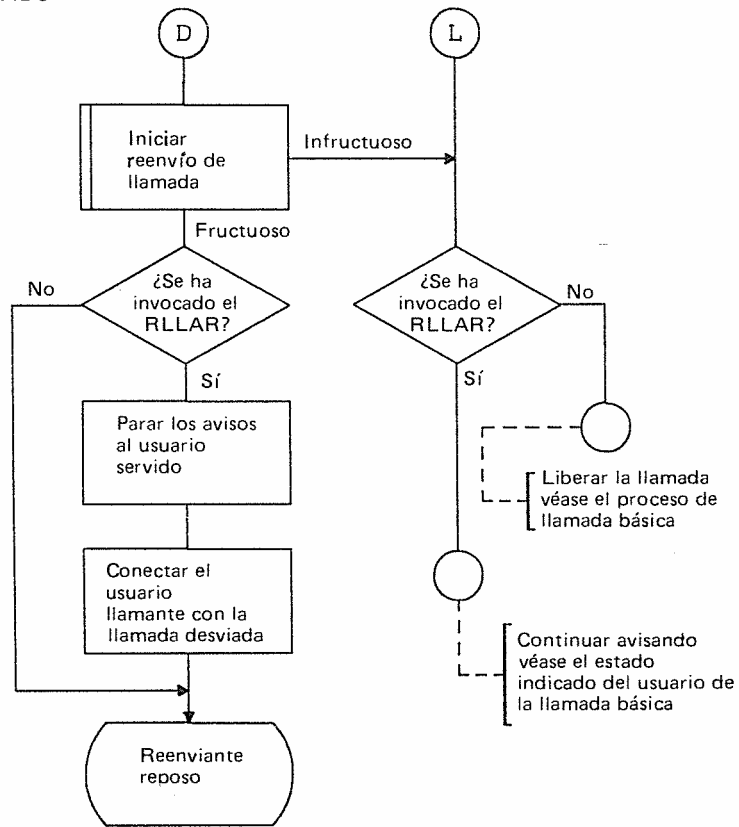 D
L
Iniciar
reenvío de
llamada
Infructuoso
Fructuoso
¿Se ha
invocado el
RLLAR?
No
Sí
¿Se ha
invocado el
RLLAR?
No
Sí
Parar los avisos
al usuario
servido
Liberar la llamada
véase el proceso de
llamada básica
Conectar el
usuario
llamante con la
llamada desviada
Continuar avisando
véase el estado
indicado del usuario de
la llamada básica
Reenviante
reposo